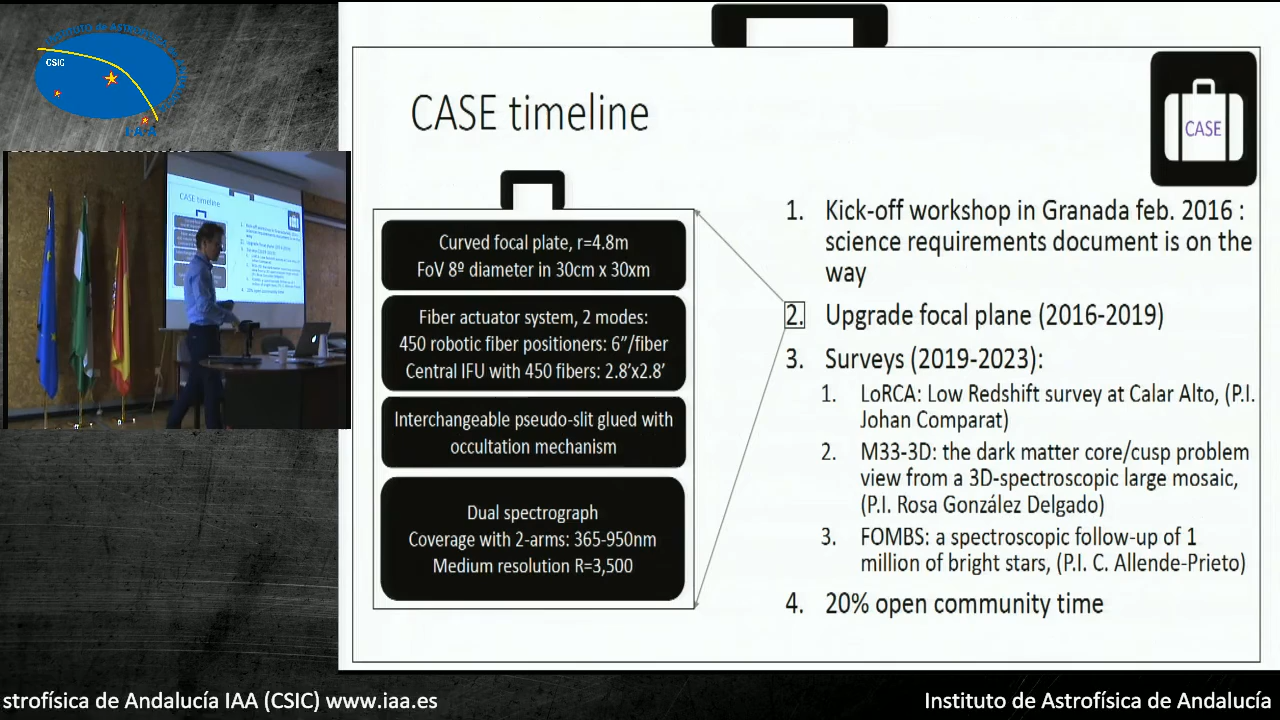 Instituto de Astrofísica de Andalucía
CSIC
I.A.A
CASE timeline
CASE
Curved focal plate, r=4.8m
FoV 8º diameter in 30cm x 30xm
Fiber actuator system, 2 modes:
450 robotic fiber positioners: 6”/fiber
Central IFU with 450 fibers: 2.8’x2.8’
Interchangeable pseudo-slit glued with
occultation mechanism
Dual spectrograph
Coverage with 2-arms: 365-950nm
Medium resolution R=3,500
1. Kick-off workshop in Granada feb. 2016 :
science requirements document is on the
way
2. Upgrade focal plane (2016-2019)
3. Surveys (2019-2023):
1. LoRCA: Low Redshift survey at Calar Alto, (P.I.
Johan Comparat)
2. M33-3D: the dark matter core/cusp problem
view from a 3D-spectroscopic large mosaic,
(P.I. Rosa González Delgado)
3. FOMBS: a spectroscopic follow-up of 1
million of bright stars, (P.I. C. Allende-Prieto)
4. 20% open community time
CASE timeline
strofísica de Andalucía IAA (CSIC) www.iaa.es
Instituto de Astrofísica de Andalucía